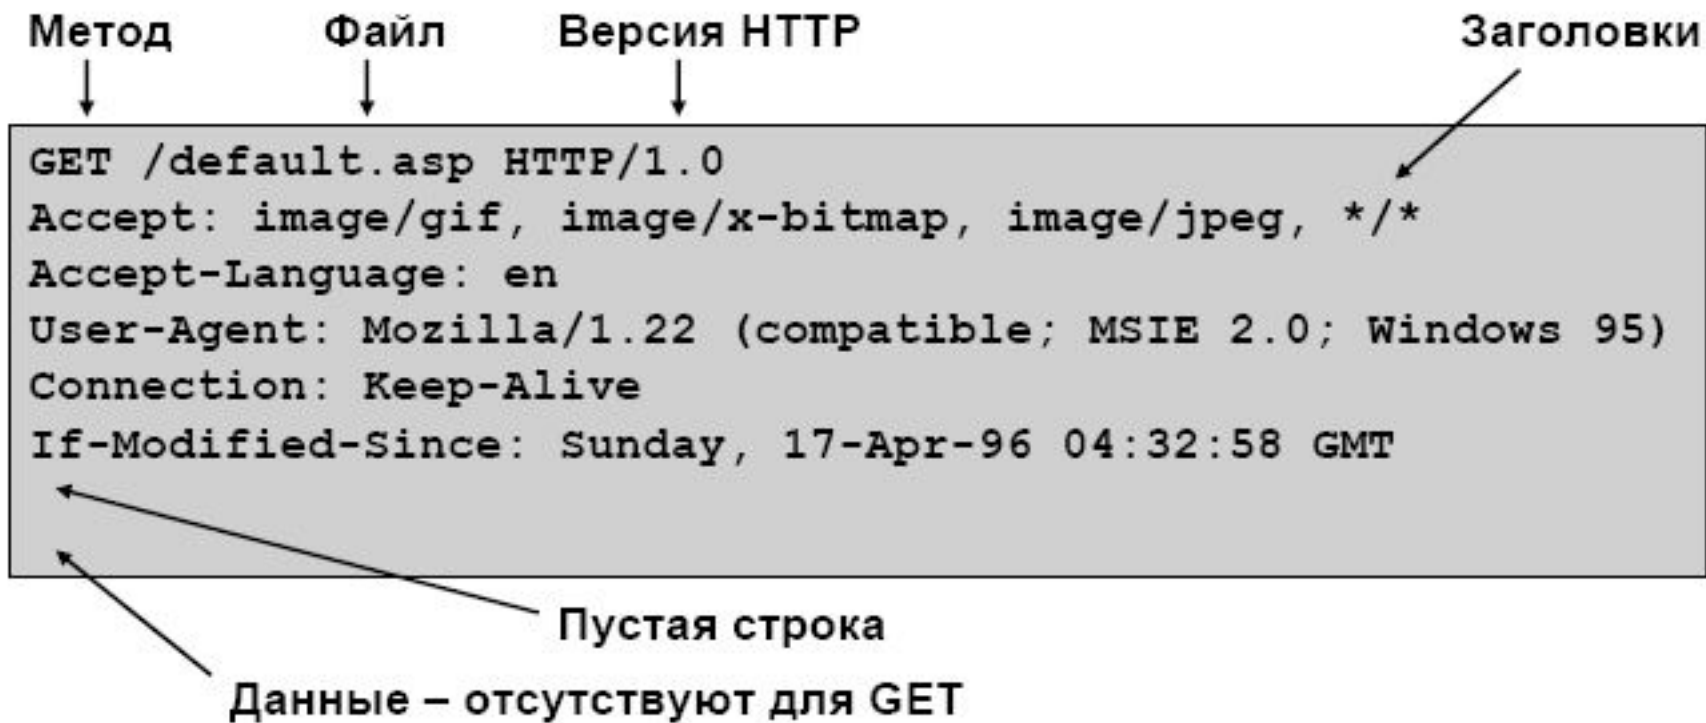 Метод Файл Версия HTTP Заголовки
GET /default.asp HTTP/1.0
Accept: image/gif, image/x-bitmap, image/jpeg, */*
Accept-Language: en
User-Agent: Mozilla/1.22 (compatible; MSIE 2.0; Windows 95)
Connection: Keep-Alive
If-Modified-Since: Sunday, 17-Apr-96 04:32:58 GMT
Пустая строка
Данные – отсутствуют для GET